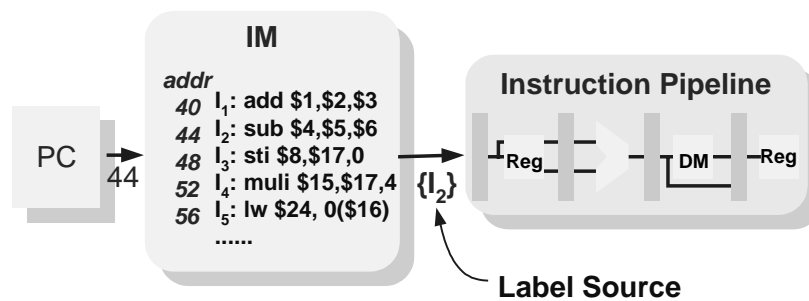 IM
addr
40 I1: add $1,$2,$3
44 I2: sub $4,$5,$6
48 I3: sti $8,$17,0
52 I4: muli $15,$17,4
56 I5: lw $24, 0($16)
......
PC
44
{I2}
Label Source
Instruction Pipeline
Reg
DM
Reg